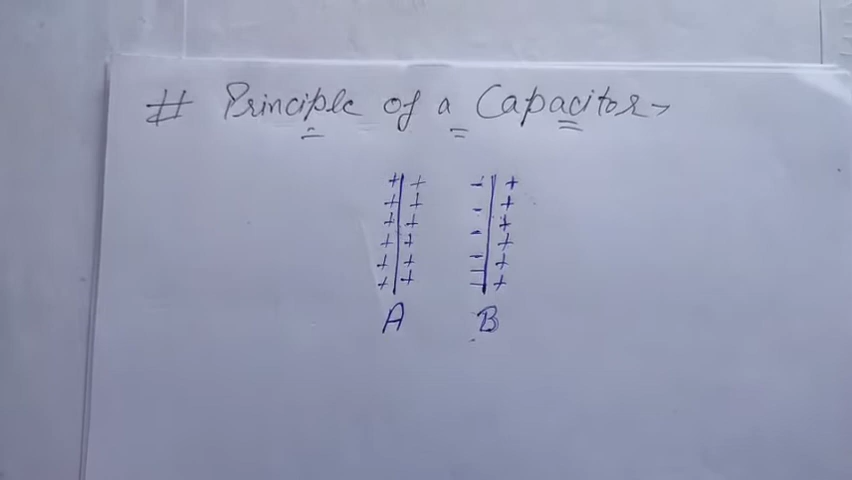 # Principle of a Capacitor→
+ + - +
+ + - +
+ + - +
+ + - +
+ + - +
+ + - +
A B